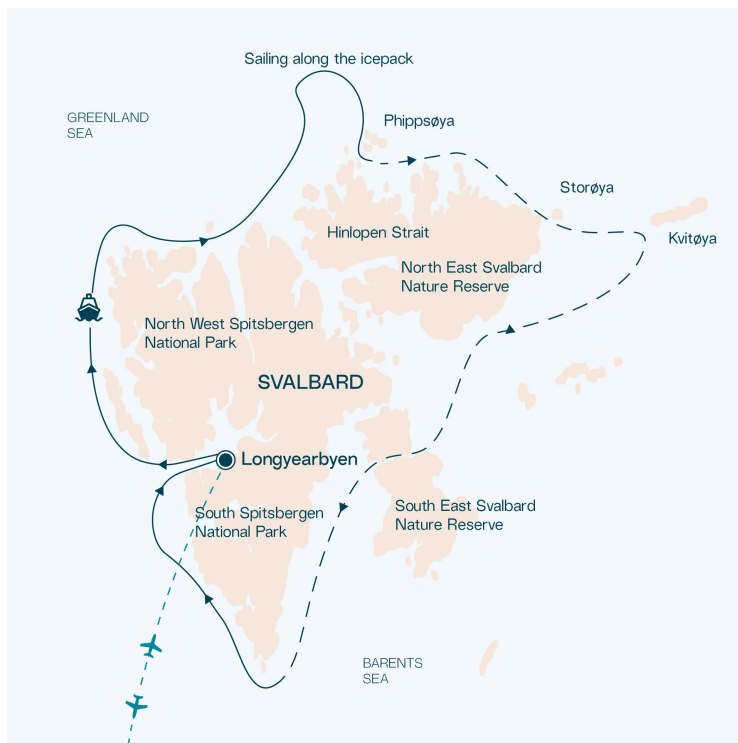 Sailing along the icepack
GREENLAND
SEA
Phippsøya
Storøya
Kvitøya
Hinlopen Strait
North East Svalbard
Nature Reserve
North West Spitsbergen
National Park
SVALBARD
Longyearbyen
South Spitsbergen
National Park
South East Svalbard
Nature Reserve
BARENTS
SEA